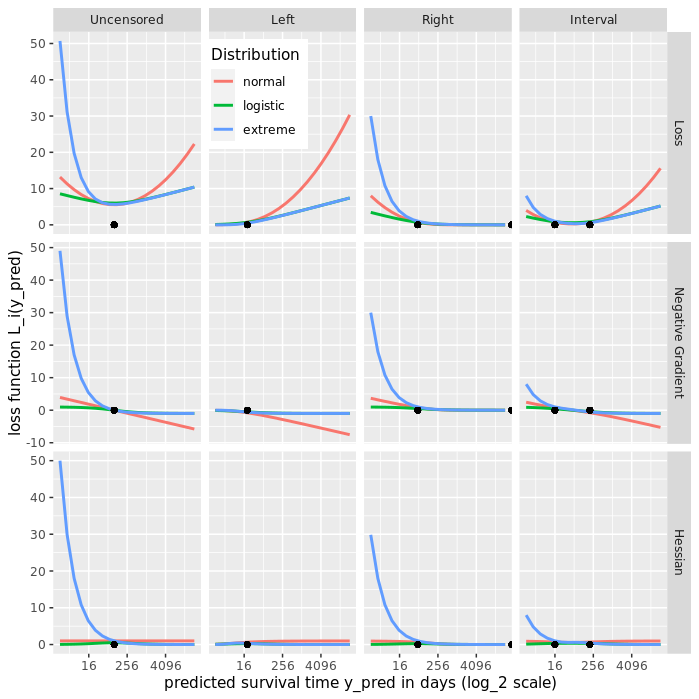 Uncensored Left Right Interval
Distribution
normal
logistic
extreme
50
40
30
20
10
0
Loss
50
40
30
20
10
0
-10
Negative Gradient
50
40
30
20
10
0
Hessian
16 256 4096 16 256 4096 16 256 4096 16 256 4096
predicted survival time y_pred in days (log_2 scale)
loss function L_i(y_pred)